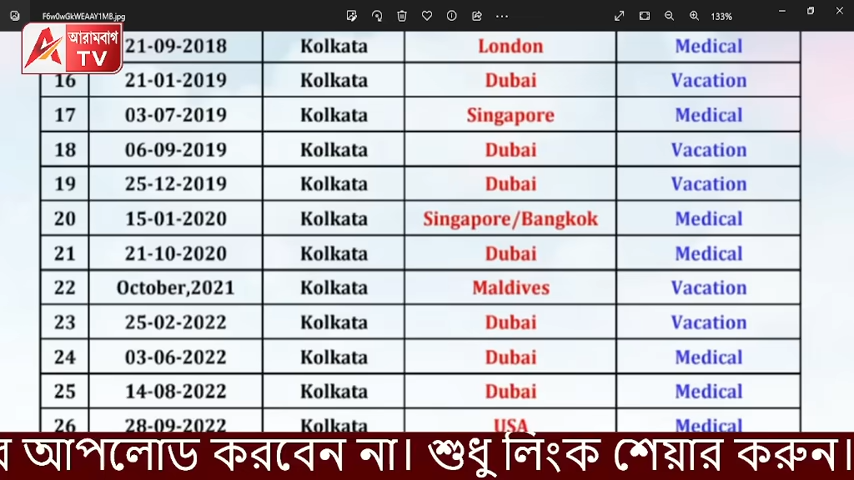 F6w0wGkWEAAY1MB.jpg
133%
আরামবাগ
TV
21-09-2018 Kolkata London Medical
16 21-01-2019 Kolkata Dubai Vacation
17 03-07-2019 Kolkata Singapore Medical
18 06-09-2019 Kolkata Dubai Vacation
19 25-12-2019 Kolkata Dubai Vacation
20 15-01-2020 Kolkata Singapore/Bangkok Medical
21 21-10-2020 Kolkata Dubai Medical
22 October,2021 Kolkata Maldives Vacation
23 25-02-2022 Kolkata Dubai Vacation
24 03-06-2022 Kolkata Dubai Medical
25 14-08-2022 Kolkata Dubai Medical
26 28-09-2022 Kolkata USA Medical
আপলোড করবেন না। শুধু লিংক শেয়ার করুন।